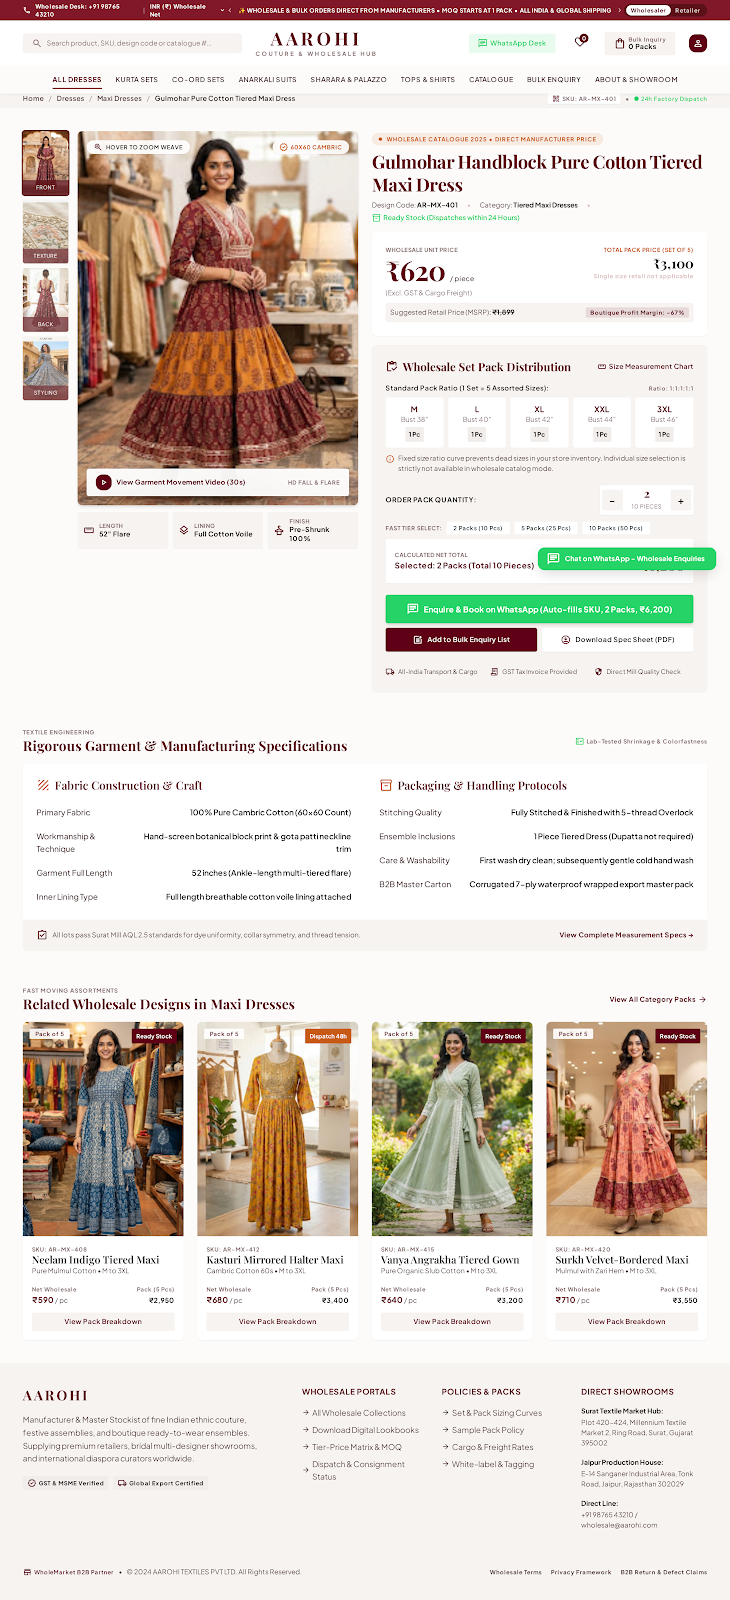 Wholesale Desk: +91 98765 43210
INR (₹) Wholesale Net
✨ WHOLESALE & BULK ORDERS DIRECT FROM MANUFACTURERS • MOQ STARTS AT 1 PACK • ALL INDIA & GLOBAL SHIPPING
Wholesaler
Retailer
Search product, SKU, design code or catalogue #...
AAROHI
COUTURE & WHOLESALE HUB
WhatsApp Desk
0
Bulk Inquiry
0 Packs
ALL DRESSES
KURTA SETS
CO-ORD SETS
ANARKALI SUITS
SHARARA & PALAZZO
TOPS & SHIRTS
CATALOGUE
BULK ENQUIRY
ABOUT & SHOWROOM
Home / Dresses / Maxi Dresses / Gulmohar Pure Cotton Tiered Maxi Dress
SKU: AR-MX-401
• 24h Factory Dispatch
FRONT
TEXTURE
BACK
STYLING
HOVER TO ZOOM WEAVE
60X60 CAMBRIC
View Garment Movement Video (30s)
HD FALL & FLARE
LENGTH
52" Flare
LINING
Full Cotton Voile
FINISH
Pre-Shrunk 100%
• WHOLESALE CATALOGUE 2025 • DIRECT MANUFACTURER PRICE
Gulmohar Handblock Pure Cotton Tiered
Maxi Dress
Design Code: AR-MX-401 • Category: Tiered Maxi Dresses •
Ready Stock (Dispatches within 24 Hours)
WHOLESALE UNIT PRICE
TOTAL PACK PRICE (SET OF 5)
₹620 / piece
₹3,100
(Excl. GST & Cargo Freight)
Single size retail not applicable
Suggested Retail Price (MSRP): ₹1,899
Boutique Profit Margin: ~67%
Wholesale Set Pack Distribution
Size Measurement Chart
Standard Pack Ratio (1 Set = 5 Assorted Sizes):
Ratio: 1:1:1:1:1
M
Bust 38"
1 Pc
L
Bust 40"
1 Pc
XL
Bust 42"
1 Pc
XXL
Bust 44"
1 Pc
3XL
Bust 46"
1 Pc
Fixed size ratio curve prevents dead sizes in your store inventory. Individual size selection is
strictly not available in wholesale catalog mode.
ORDER PACK QUANTITY:
−
2
10 PIECES
+
FAST TIER SELECT:
2 Packs (10 Pcs)
5 Packs (25 Pcs)
10 Packs (50 Pcs)
CALCULATED NET TOTAL
Selected: 2 Packs (Total 10 Pieces)
Chat on WhatsApp – Wholesale Enquiries
Enquire & Book on WhatsApp (Auto-fills SKU, 2 Packs, ₹6,200)
Add to Bulk Enquiry List
Download Spec Sheet (PDF)
All-India Transport & Cargo
GST Tax Invoice Provided
Direct Mill Quality Check
TEXTILE ENGINEERING
Rigorous Garment & Manufacturing Specifications
Lab-Tested Shrinkage & Colorfastness
Fabric Construction & Craft
Primary Fabric
100% Pure Cambric Cotton (60x60 Count)
Workmanship & Technique
Hand-screen botanical block print & gota patti neckline trim
Garment Full Length
52 inches (Ankle-length multi-tiered flare)
Inner Lining Type
Full length breathable cotton voile lining attached
Packaging & Handling Protocols
Stitching Quality
Fully Stitched & Finished with 5-thread Overlock
Ensemble Inclusions
1 Piece Tiered Dress (Dupatta not required)
Care & Washability
First wash dry clean; subsequently gentle cold hand wash
B2B Master Carton
Corrugated 7-ply waterproof wrapped export master pack
All lots pass Surat Mill AQL 2.5 standards for dye uniformity, collar symmetry, and thread tension.
View Complete Measurement Specs →
FAST MOVING ASSORTMENTS
Related Wholesale Designs in Maxi Dresses
View All Category Packs →
Pack of 5
Ready Stock
Pack of 5
Dispatch 48h
Pack of 5
Ready Stock
Pack of 5
Ready Stock
SKU: AR-MX-408
Neelam Indigo Tiered Maxi
Pure Mulmul Cotton • M to 3XL
Net Wholesale
Pack (5 Pcs)
₹590 / pc
₹2,950
View Pack Breakdown
SKU: AR-MX-412
Kasturi Mirrored Halter Maxi
Cambric Cotton 60s • M to 3XL
Net Wholesale
Pack (5 Pcs)
₹680 / pc
₹3,400
View Pack Breakdown
SKU: AR-MX-415
Vanya Angrakha Tiered Gown
Pure Organic Slub Cotton • M to 3XL
Net Wholesale
Pack (5 Pcs)
₹640 / pc
₹3,200
View Pack Breakdown
SKU: AR-MX-420
Surkh Velvet-Bordered Maxi
Mulmul with Zari Hem • M to 3XL
Net Wholesale
Pack (5 Pcs)
₹710 / pc
₹3,550
View Pack Breakdown
AAROHI
Manufacturer & Master Stockist of fine Indian ethnic couture,
festive assemblies, and boutique ready-to-wear ensembles.
Supplying premium retailers, bridal multi-designer showrooms,
and international diaspora curators worldwide.
GST & MSME Verified
Global Export Certified
WHOLESALE PORTALS
→ All Wholesale Collections
→ Download Digital Lookbooks
→ Tier-Price Matrix & MOQ
→ Dispatch & Consignment Status
POLICIES & PACKS
→ Set & Pack Sizing Curves
→ Sample Pack Policy
→ Cargo & Freight Rates
→ White-label & Tagging
DIRECT SHOWROOMS
Surat Textile Market Hub:
Plot 420-424, Millennium Textile
Market 2, Ring Road, Surat, Gujarat
395002
Jaipur Production House:
E-14 Sanganer Industrial Area, Tonk
Road, Jaipur, Rajasthan 302029
Direct Line:
+91 98765 43210 /
wholesale@aarohi.com
WholeMarket B2B Partner • © 2024 AAROHI TEXTILES PVT LTD. All Rights Reserved.
Wholesale Terms
Privacy Framework
B2B Return & Defect Claims